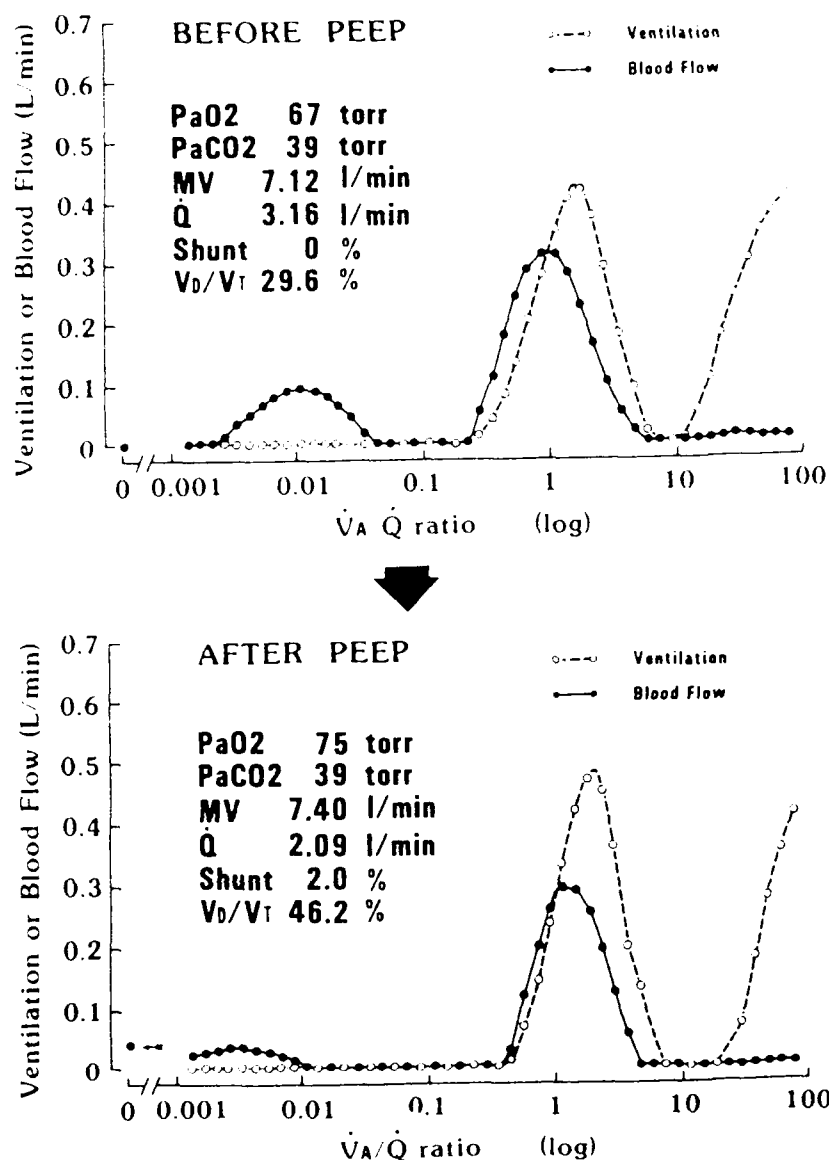 0.7
BEFORE PEEP
Ventilation
Blood Flow
0.6
PaO2 67 torr
0.5
PaCO2 39 torr
MV 7.12 l/min
0.4
Q̇ 3.16 l/min
Shunt 0 %
0.3
VD/VT 29.6 %
0.2
0.1
0
Ventilation or Blood Flow (L/min)
0 0.001 0.01 0.1 1 10 100
V̇A Q̇ ratio (log)
0.7
AFTER PEEP
Ventilation
Blood Flow
0.6
PaO2 75 torr
0.5
PaCO2 39 torr
MV 7.40 l/min
0.4
Q̇ 2.09 l/min
Shunt 2.0 %
0.3
VD/VT 46.2 %
0.2
0.1
0
Ventilation or Blood Flow (L/min)
0 0.001 0.01 0.1 1 10 100
V̇A/Q̇ ratio (log)